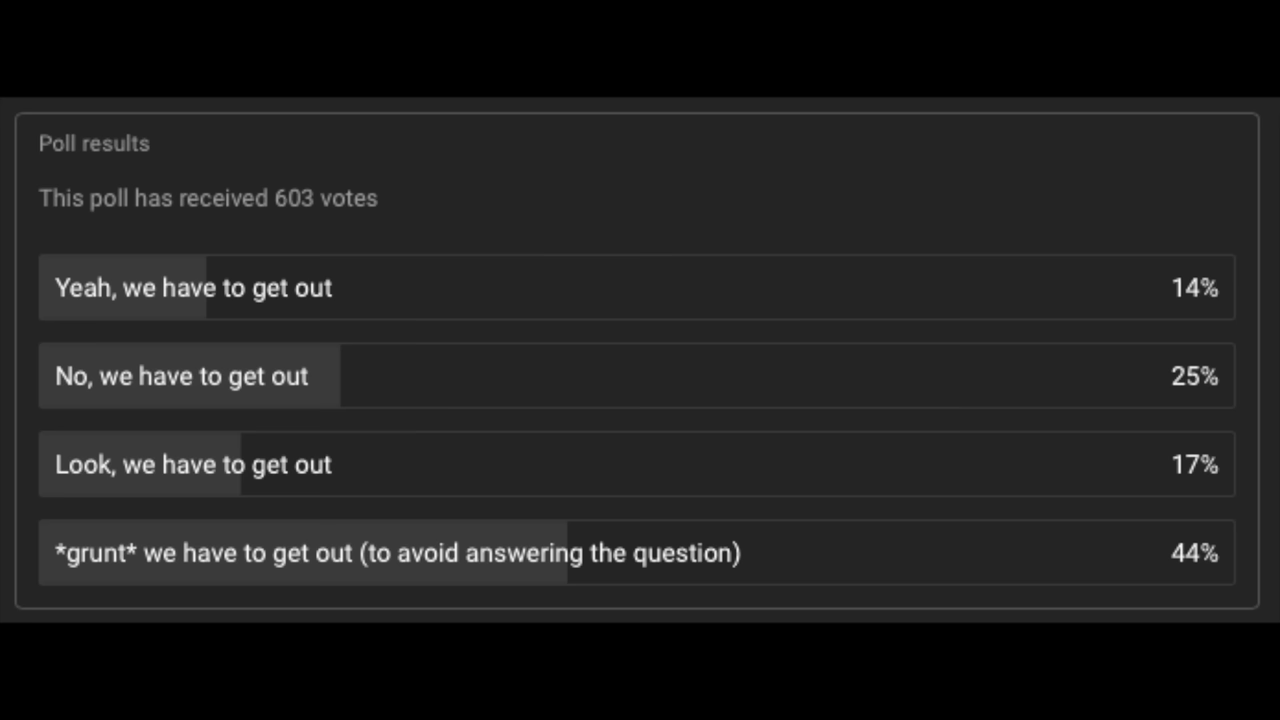 Poll results
This poll has received 603 votes
Yeah, we have to get out 14%
No, we have to get out 25%
Look, we have to get out 17%
*grunt* we have to get out (to avoid answering the question) 44%